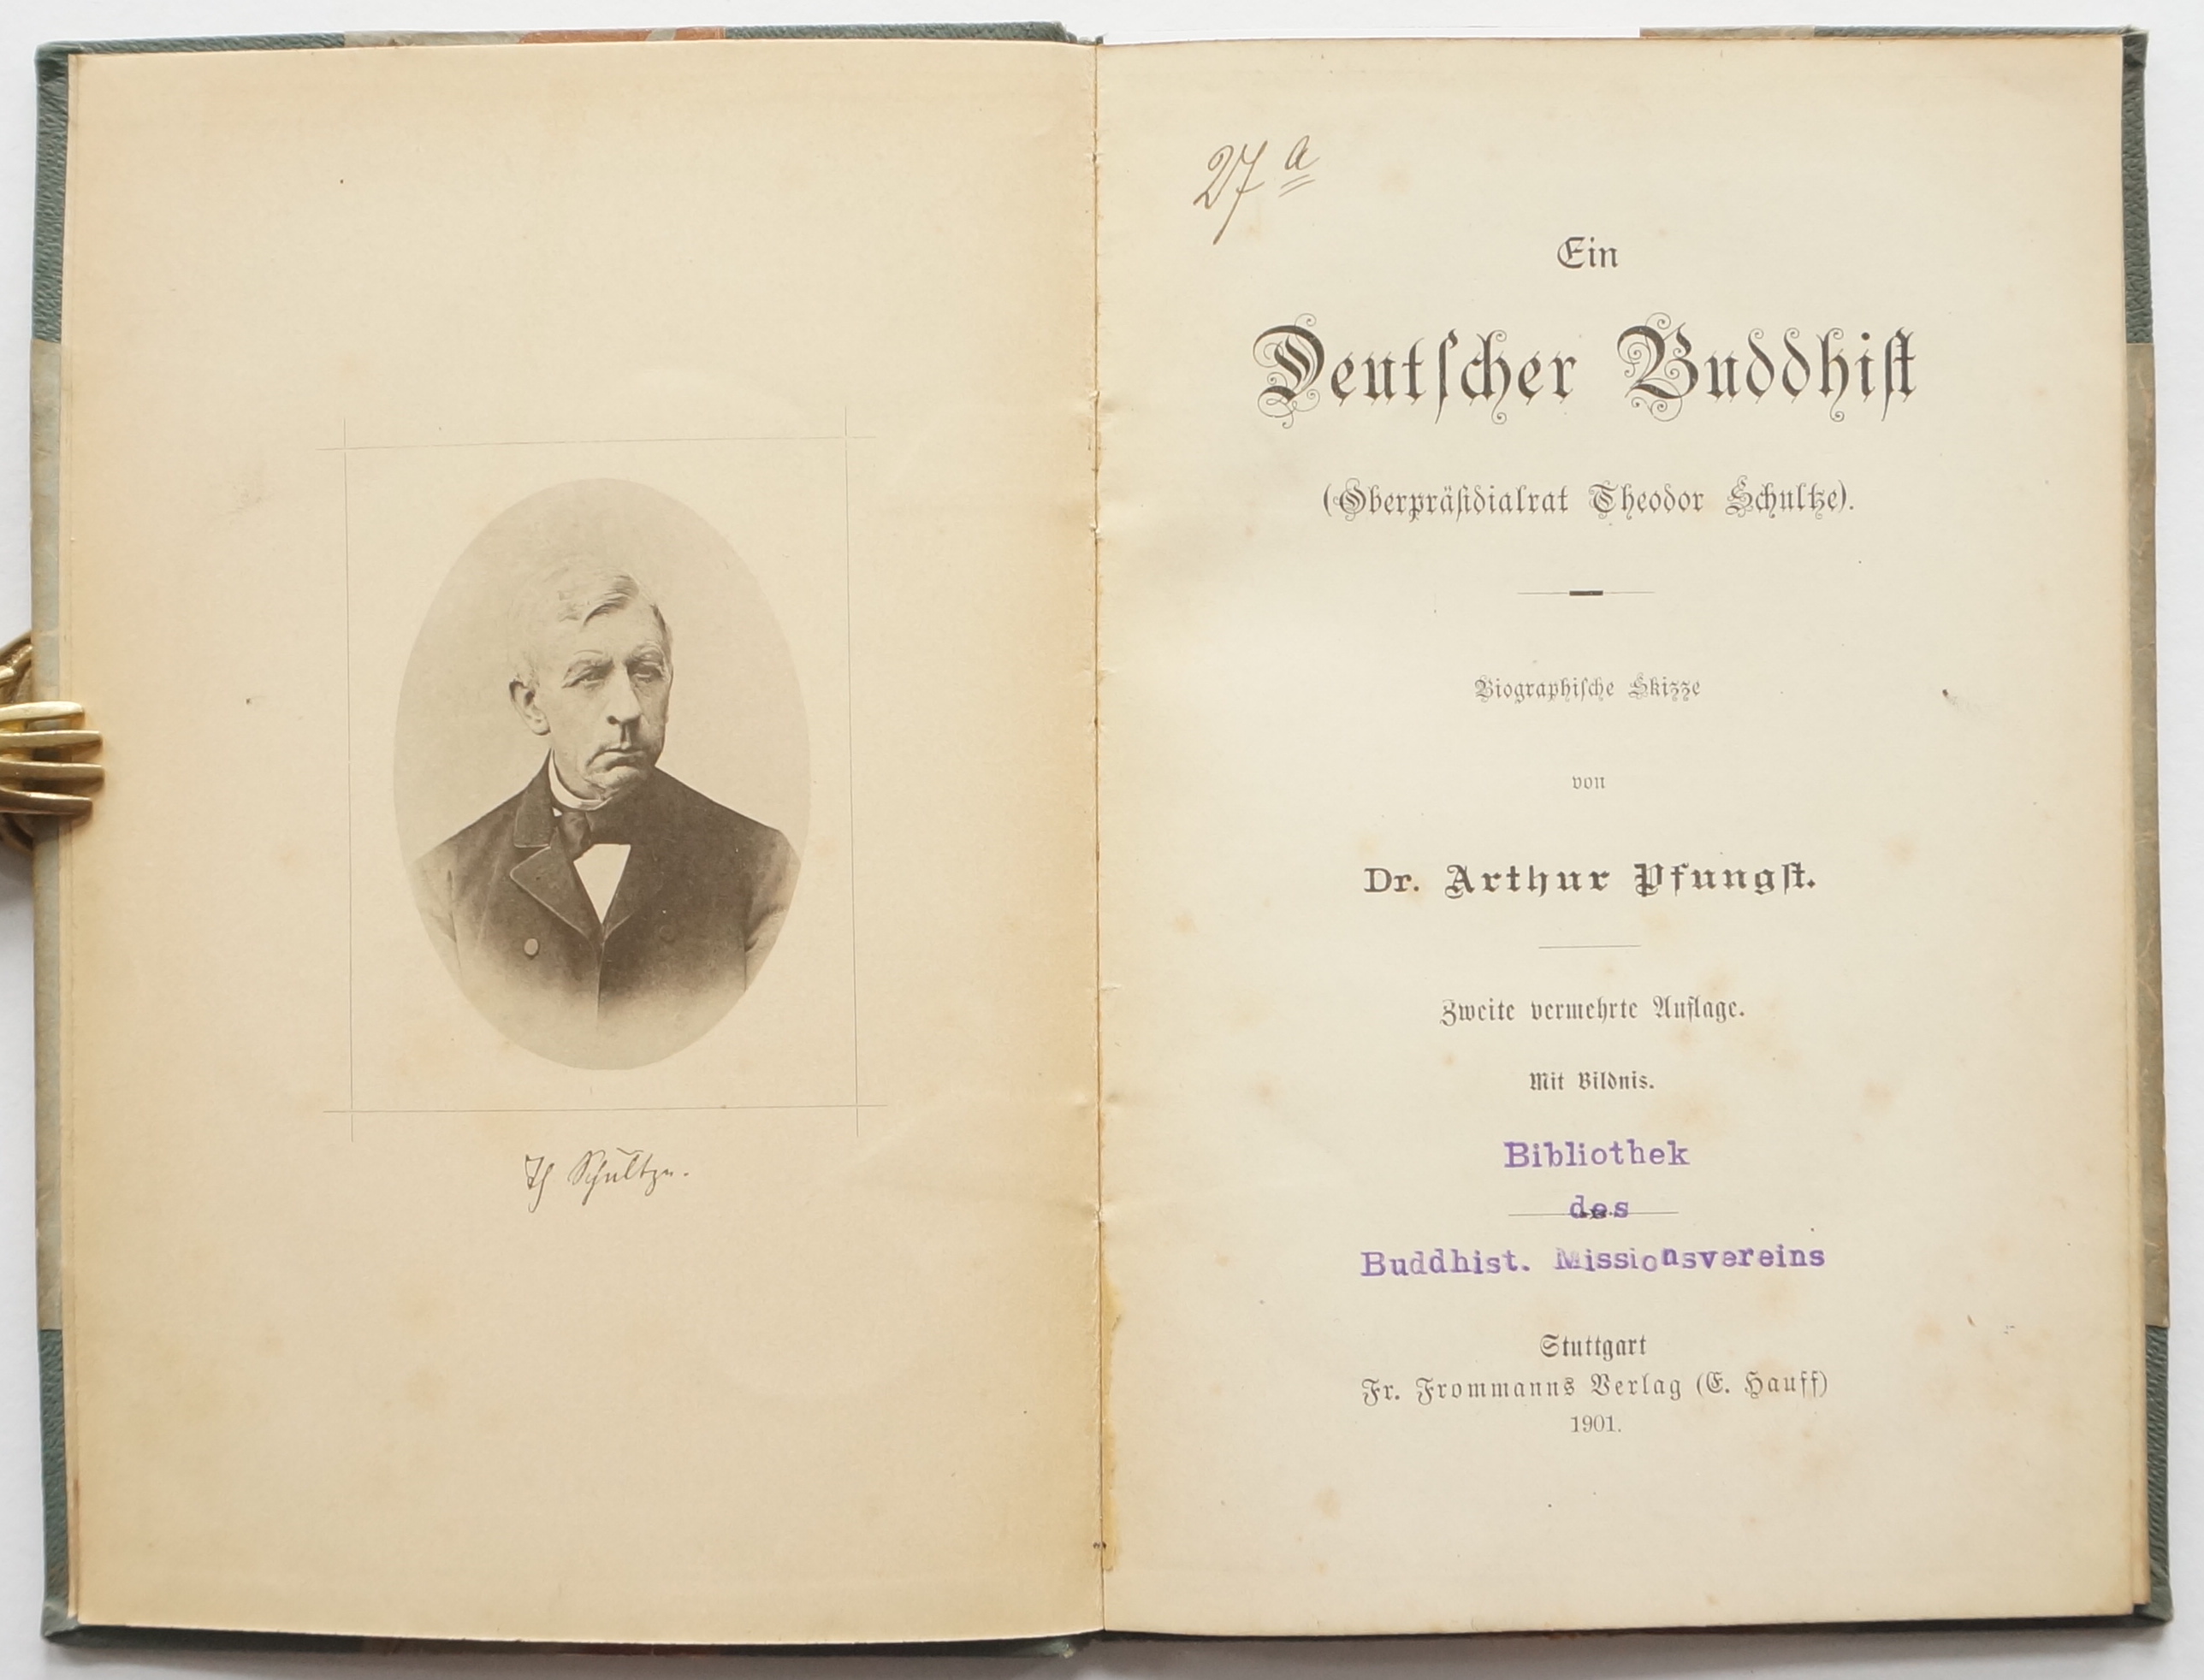 Th Schultze.
27 a
Ein
Deutscher Buddhist
(Oberpräsidialrat Theodor Schultze).
Biographische Skizze
von
Dr. Arthur Pfungst.
Zweite vermehrte Auflage.
Mit Bildnis.
Bibliothek
des
Buddhist. Missionsvereins
Stuttgart
Fr. Frommanns Verlag (E. Hauff)
1901.